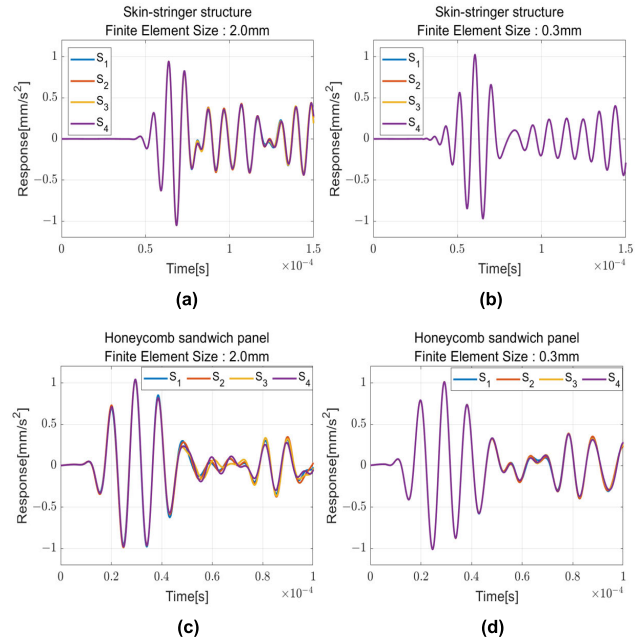 Skin-stringer structure
Finite Element Size : 2.0mm
S1
S2
S3
S4
Response[mm/s²]
1
0.5
0
−0.5
−1
0 0.5 1 1.5
×10⁻⁴
Time[s]
(a)
Skin-stringer structure
Finite Element Size : 0.3mm
S1
S2
S3
S4
Response[mm/s²]
1
0.5
0
−0.5
−1
0 0.5 1 1.5
×10⁻⁴
Time[s]
(b)
Honeycomb sandwich panel
Finite Element Size : 2.0mm
S1 S2 S3 S4
Response[mm/s²]
1
0.5
0
−0.5
−1
0 0.2 0.4 0.6 0.8 1
×10⁻⁴
Time[s]
(c)
Honeycomb sandwich panel
Finite Element Size : 0.3mm
S1 S2 S3 S4
Response[mm/s²]
1
0.5
0
−0.5
−1
0 0.2 0.4 0.6 0.8 1
×10⁻⁴
Time[s]
(d)